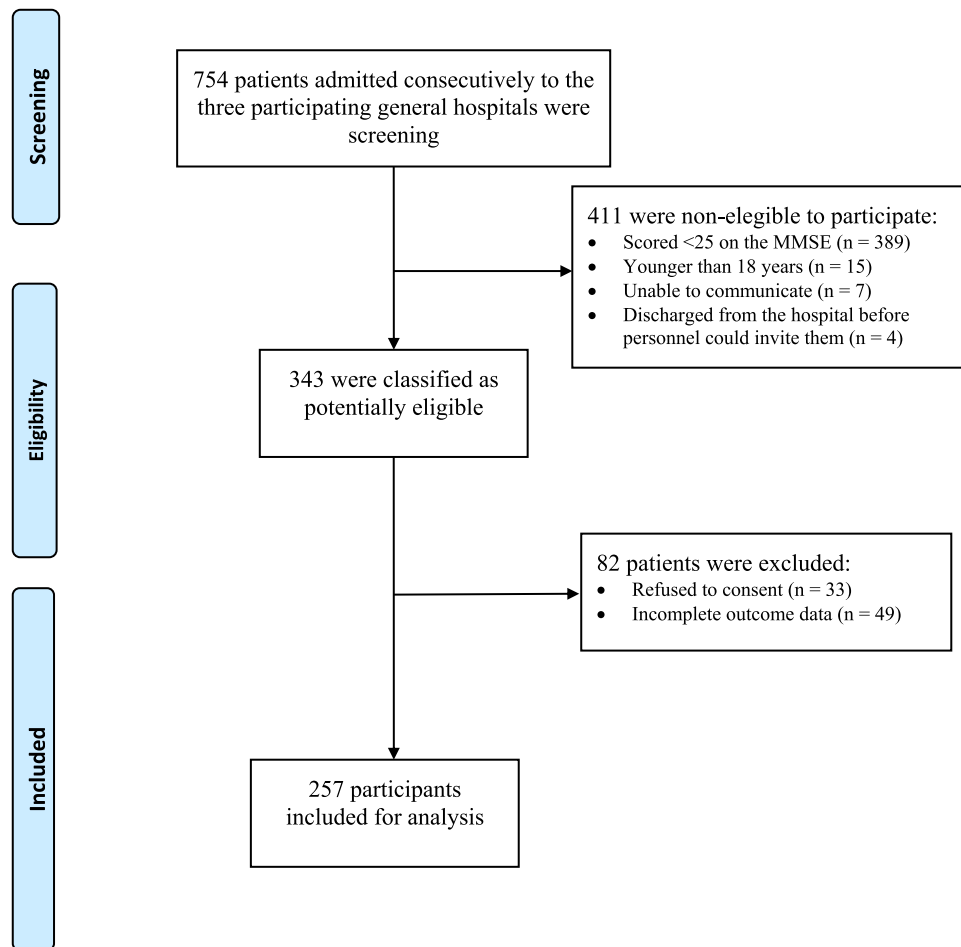 Screening
754 patients admitted consecutively to the
three participating general hospitals were
screening
411 were non-elegible to participate:
• Scored <25 on the MMSE (n = 389)
• Younger than 18 years (n = 15)
• Unable to communicate (n = 7)
• Discharged from the hospital before
personnel could invite them (n = 4)
Eligibility
343 were classified as
potentially eligible
82 patients were excluded:
• Refused to consent (n = 33)
• Incomplete outcome data (n = 49)
Included
257 participants
included for analysis